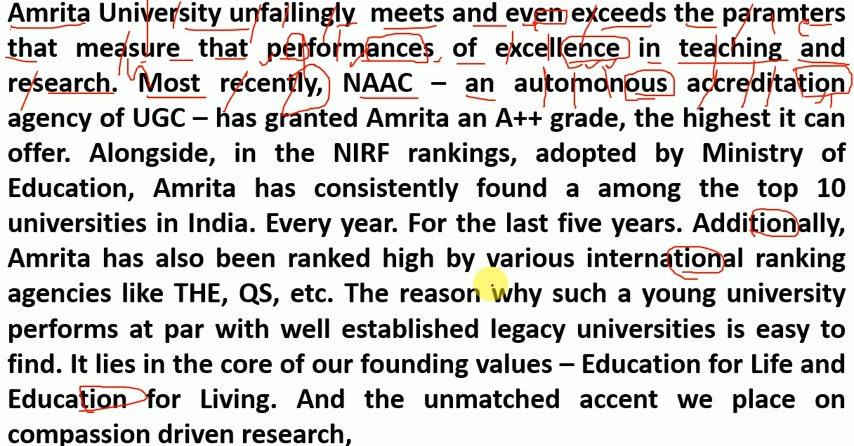 Amrita University unfailingly meets and even exceeds the paramters
that measure that performances of excellence in teaching and
research. Most recently, NAAC – an automonous accreditation
agency of UGC – has granted Amrita an A++ grade, the highest it can
offer. Alongside, in the NIRF rankings, adopted by Ministry of
Education, Amrita has consistently found a among the top 10
universities in India. Every year. For the last five years. Additionally,
Amrita has also been ranked high by various international ranking
agencies like THE, QS, etc. The reason why such a young university
performs at par with well established legacy universities is easy to
find. It lies in the core of our founding values – Education for Life and
Education for Living. And the unmatched accent we place on
compassion driven research,